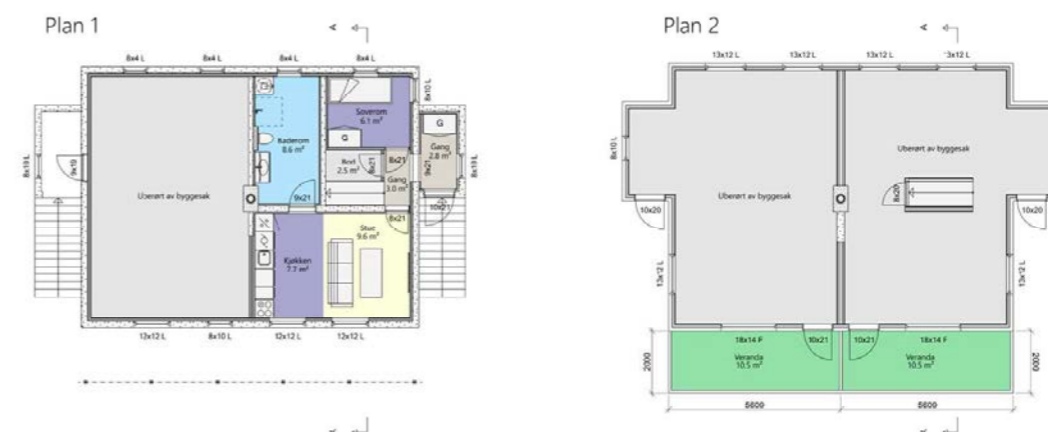 Plan 1
A
8x4 L
8x4 L
8x4 L
8x4 L
8x10 L
Soverom
6.1 m²
G
Baderom
8.6 m²
G
Gang
2.8 m²
Bod
2.5 m²
8x21
8x21
9x21
Gang
3.0 m²
9x19
8x19 L
8x19 L
9x21
10x21
8x21
Uberørt av byggesak
Stue
9.6 m²
Kjøkken
7.7 m²
12x12 L
8x10 L
12x12 L
12x12 L
A
Plan 2
A
13x12 L
13x12 L
13x12 L
8x10 L
Uberørt av byggesak
Uberørt av byggesak
8x20
10x20
10x20
13x12 L
13x12 L
18x14 F
10x21
10x21
18x14 F
Veranda
10.5 m²
Veranda
10.5 m²
2000
2000
5600
5600
A